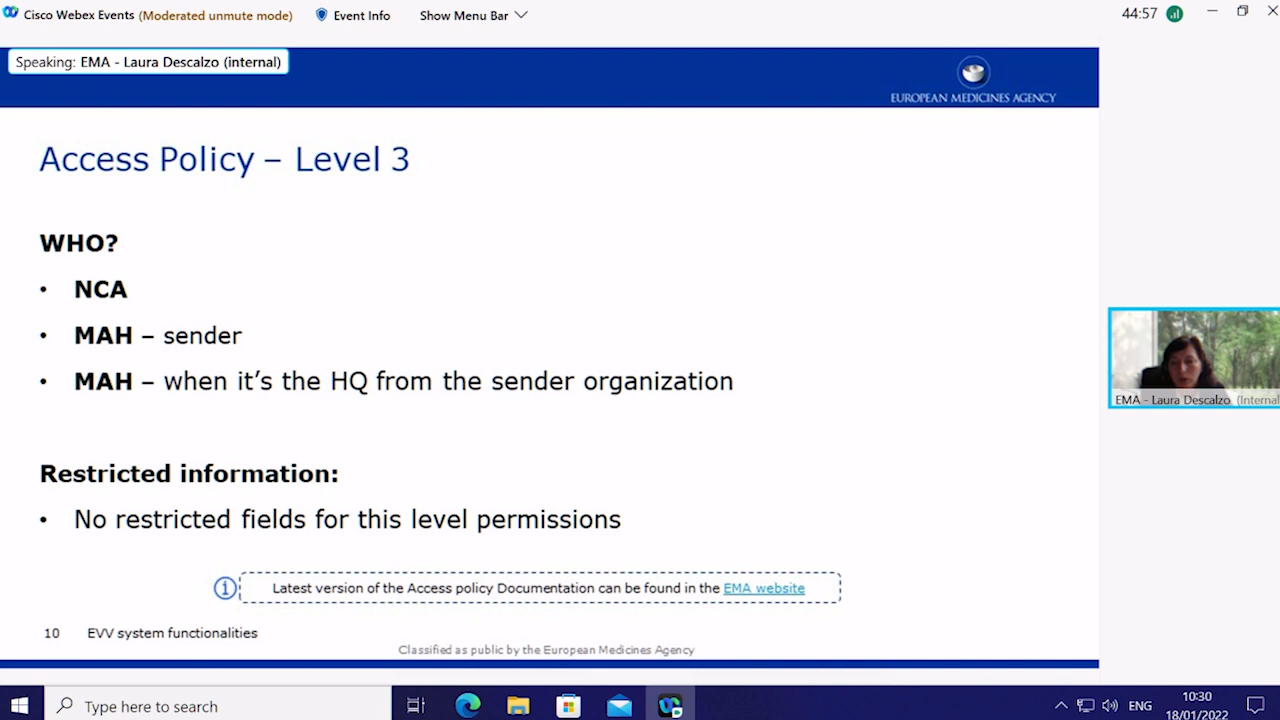 Cisco Webex Events (Moderated unmute mode) Event Info Show Menu Bar 44:57
Speaking: EMA - Laura Descalzo (internal)
EUROPEAN MEDICINES AGENCY
Access Policy – Level 3
WHO?
• NCA
• MAH – sender
• MAH – when it's the HQ from the sender organization
EMA - Laura Descalzo (Internal
Restricted information:
• No restricted fields for this level permissions
Latest version of the Access policy Documentation can be found in the EMA website
10 EVV system functionalities
Classified as public by the European Medicines Agency
Type here to search
ENG
10:30
18/01/2022